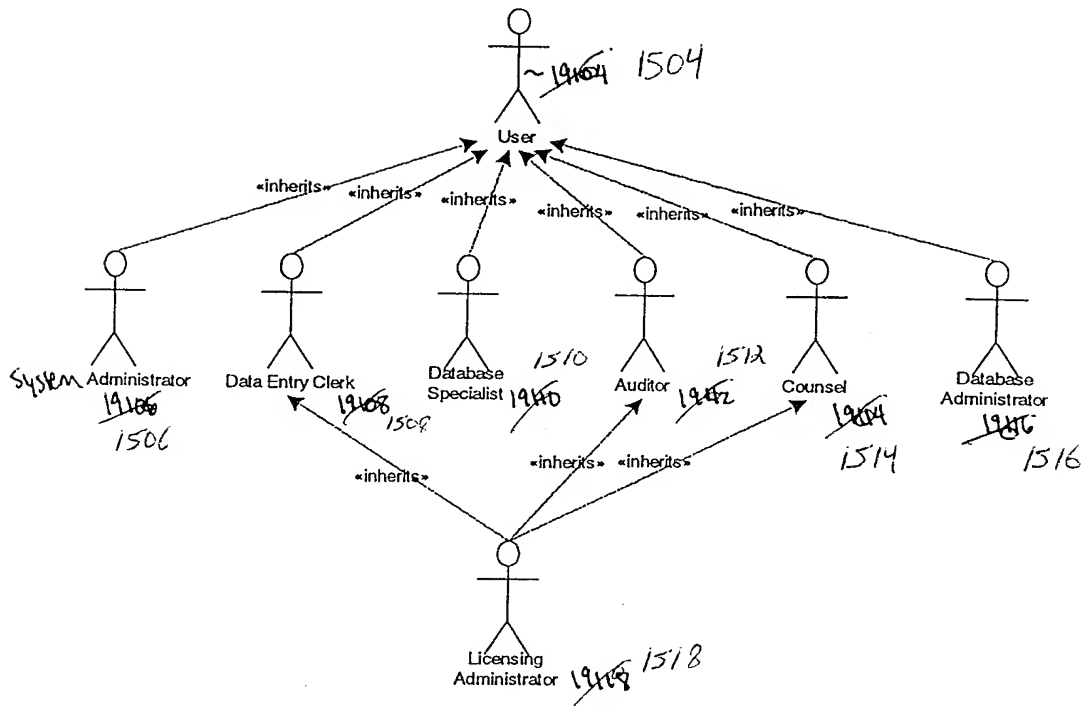 1504
User
«inherits» «inherits» «inherits» «inherits» «inherits» «inherits»
1510 1512
System Administrator Data Entry Clerk Database Specialist Auditor Counsel Database Administrator
1506 1508 1514 1516
«inherits» «inherits» «inherits»
Licensing
Administrator 1518